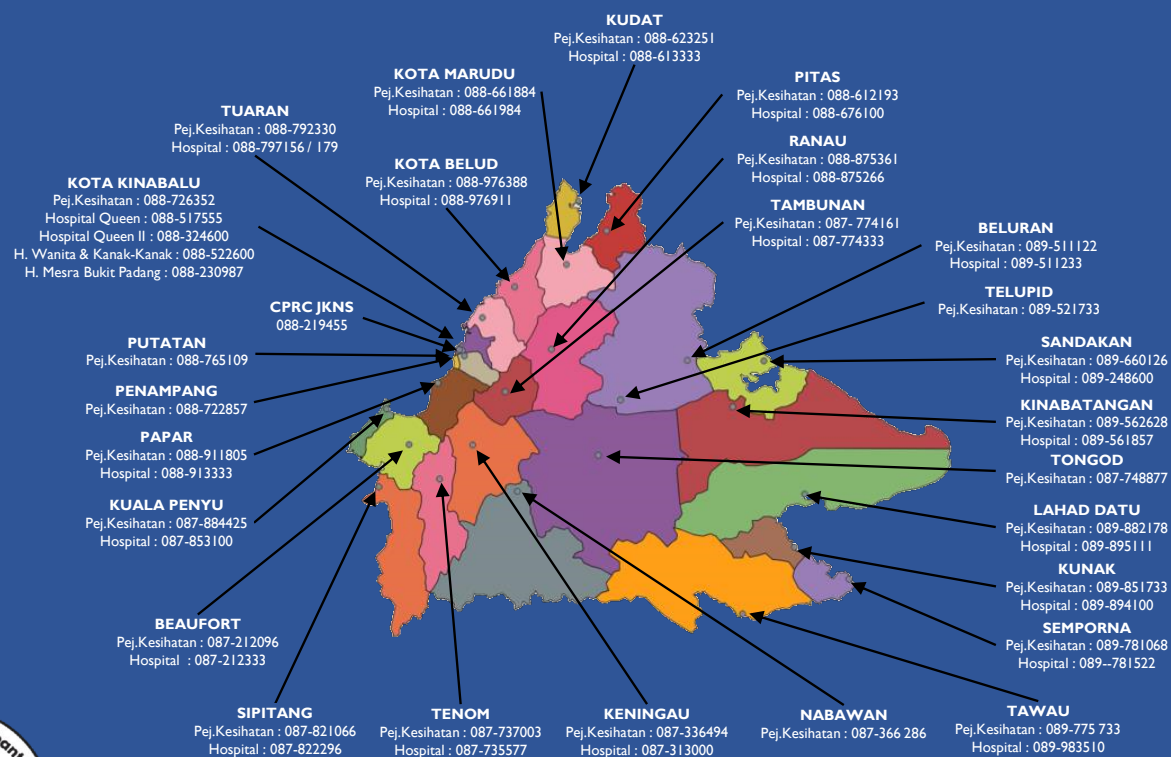 KUDAT
Pej.Kesihatan : 088-623251
Hospital : 088-613333
KOTA MARUDU
Pej.Kesihatan : 088-661884
Hospital : 088-661984
PITAS
Pej.Kesihatan : 088-612193
Hospital : 088-676100
TUARAN
Pej.Kesihatan : 088-792330
Hospital : 088-797156 / 179
RANAU
Pej.Kesihatan : 088-875361
Hospital : 088-875266
KOTA BELUD
Pej.Kesihatan : 088-976388
Hospital : 088-976911
KOTA KINABALU
Pej.Kesihatan : 088-726352
Hospital Queen : 088-517555
Hospital Queen II : 088-324600
H. Wanita & Kanak-Kanak : 088-522600
H. Mesra Bukit Padang : 088-230987
TAMBUNAN
Pej.Kesihatan : 087- 774161
Hospital : 087-774333
BELURAN
Pej.Kesihatan : 089-511122
Hospital : 089-511233
TELUPID
Pej.Kesihatan : 089-521733
CPRC JKNS
088-219455
PUTATAN
Pej.Kesihatan : 088-765109
SANDAKAN
Pej.Kesihatan : 089-660126
Hospital : 089-248600
PENAMPANG
Pej.Kesihatan : 088-722857
KINABATANGAN
Pej.Kesihatan : 089-562628
Hospital : 089-561857
PAPAR
Pej.Kesihatan : 088-911805
Hospital : 088-913333
TONGOD
Pej.Kesihatan : 087-748877
KUALA PENYU
Pej.Kesihatan : 087-884425
Hospital : 087-853100
LAHAD DATU
Pej.Kesihatan : 089-882178
Hospital : 089-895111
KUNAK
Pej.Kesihatan : 089-851733
Hospital : 089-894100
BEAUFORT
Pej.Kesihatan : 087-212096
Hospital : 087-212333
SEMPORNA
Pej.Kesihatan : 089-781068
Hospital : 089--781522
SIPITANG
Pej.Kesihatan : 087-821066
Hospital : 087-822296
TENOM
Pej.Kesihatan : 087-737003
Hospital : 087-735577
KENINGAU
Pej.Kesihatan : 087-336494
Hospital : 087-313000
NABAWAN
Pej.Kesihatan : 087-366 286
TAWAU
Pej.Kesihatan : 089-775 733
Hospital : 089-983510